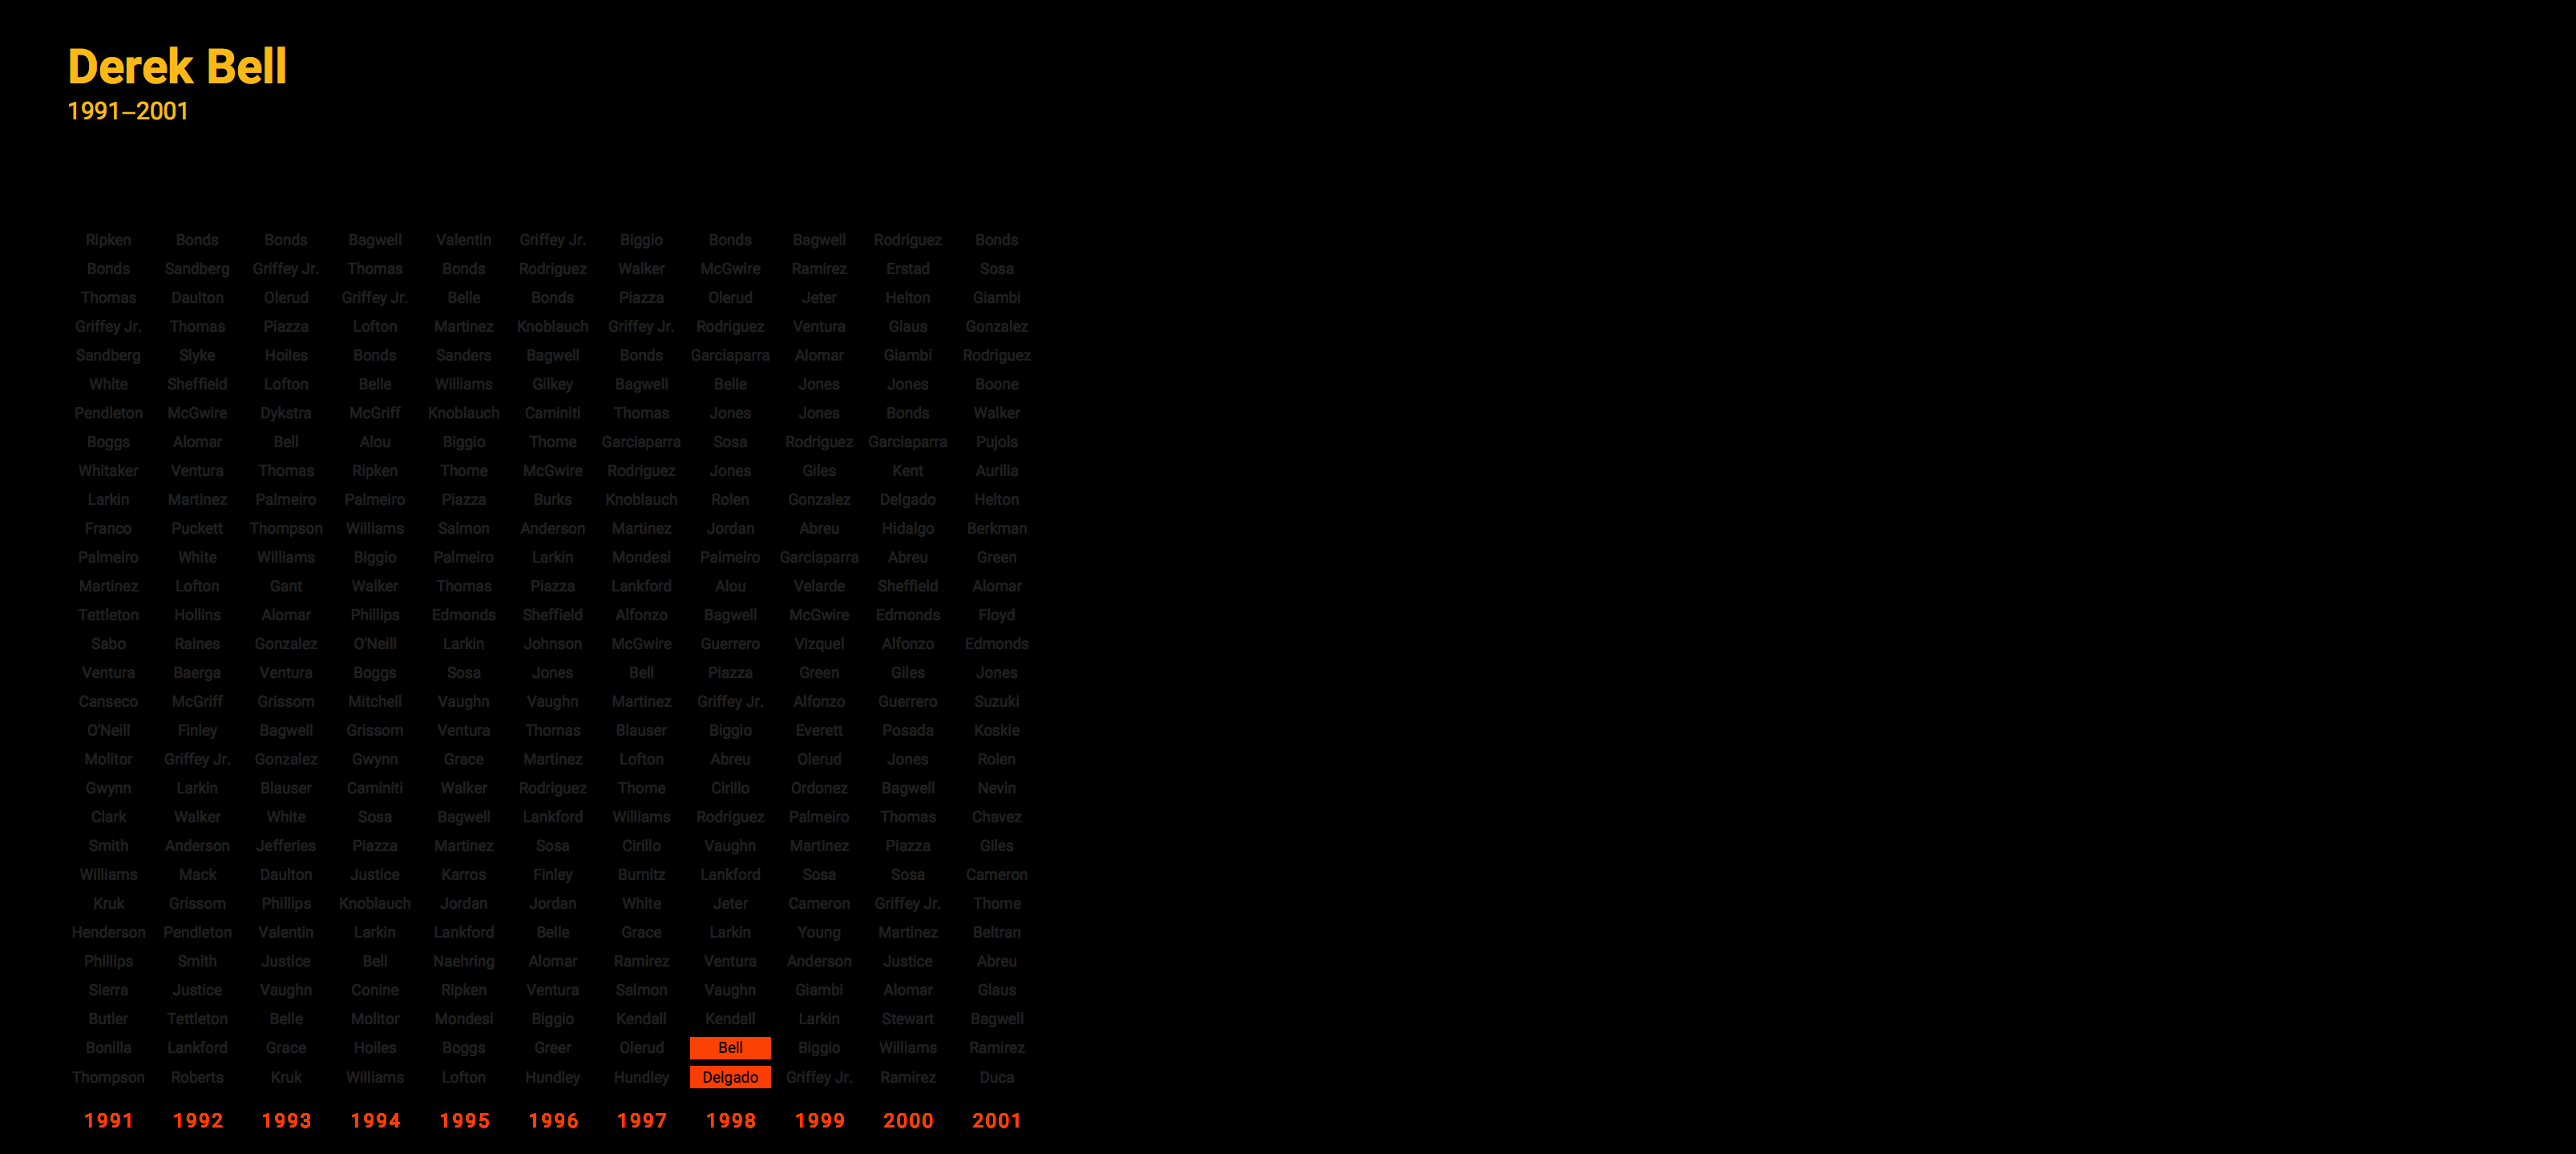 Derek Bell
1991–2001
Ripken Bonds Bonds Bagwell Valentin Griffey Jr. Biggio Bonds Bagwell Rodriguez Bonds
Bonds Sandberg Griffey Jr. Thomas Bonds Rodriguez Walker McGwire Ramirez Erstad Sosa
Thomas Daulton Olerud Griffey Jr. Belle Bonds Piazza Olerud Jeter Helton Giambi
Griffey Jr. Thomas Piazza Lofton Martinez Knoblauch Griffey Jr. Rodriguez Ventura Glaus Gonzalez
Sandberg Slyke Hoiles Bonds Sanders Bagwell Bonds Garciaparra Alomar Giambi Rodriguez
White Sheffield Lofton Belle Williams Gilkey Bagwell Belle Jones Jones Boone
Pendleton McGwire Dykstra McGriff Knoblauch Caminiti Thomas Jones Jones Bonds Walker
Boggs Alomar Bell Alou Biggio Thome Garciaparra Sosa Rodriguez Garciaparra Pujols
Whitaker Ventura Thomas Ripken Thome McGwire Rodriguez Jones Giles Kent Aurilia
Larkin Martinez Palmeiro Palmeiro Piazza Burks Knoblauch Rolen Gonzalez Delgado Helton
Franco Puckett Thompson Williams Salmon Anderson Martinez Jordan Abreu Hidalgo Berkman
Palmeiro White Williams Biggio Palmeiro Larkin Mondesi Palmeiro Garciaparra Abreu Green
Martinez Lofton Gant Walker Thomas Piazza Lankford Alou Velarde Sheffield Alomar
Tettleton Hollins Alomar Phillips Edmonds Sheffield Alfonzo Bagwell McGwire Edmonds Floyd
Sabo Raines Gonzalez O'Neill Larkin Johnson McGwire Guerrero Vizquel Alfonzo Edmonds
Ventura Baerga Ventura Boggs Sosa Jones Bell Piazza Green Giles Jones
Canseco McGriff Grissom Mitchell Vaughn Vaughn Martinez Griffey Jr. Alfonzo Guerrero Suzuki
O'Neill Finley Bagwell Grissom Ventura Thomas Blauser Biggio Everett Posada Koskie
Molitor Griffey Jr. Gonzalez Gwynn Grace Martinez Lofton Abreu Olerud Jones Rolen
Gwynn Larkin Blauser Caminiti Walker Rodriguez Thome Cirillo Ordonez Bagwell Nevin
Clark Walker White Sosa Bagwell Lankford Williams Rodriguez Palmeiro Thomas Chavez
Smith Anderson Jefferies Piazza Martinez Sosa Cirillo Vaughn Martinez Piazza Giles
Williams Mack Daulton Justice Karros Finley Burnitz Lankford Sosa Sosa Cameron
Kruk Grissom Phillips Knoblauch Jordan Jordan White Jeter Cameron Griffey Jr. Thome
Henderson Pendleton Valentin Larkin Lankford Belle Grace Larkin Young Martinez Beltran
Phillips Smith Justice Bell Naehring Alomar Ramirez Ventura Anderson Justice Abreu
Sierra Justice Vaughn Conine Ripken Ventura Salmon Vaughn Giambi Alomar Glaus
Butler Tettleton Belle Molitor Mondesi Biggio Kendall Kendall Larkin Stewart Bagwell
Bonilla Lankford Grace Hoiles Boggs Greer Olerud Bell Biggio Williams Ramirez
Thompson Roberts Kruk Williams Lofton Hundley Hundley Delgado Griffey Jr. Ramirez Duca
1991 1992 1993 1994 1995 1996 1997 1998 1999 2000 2001